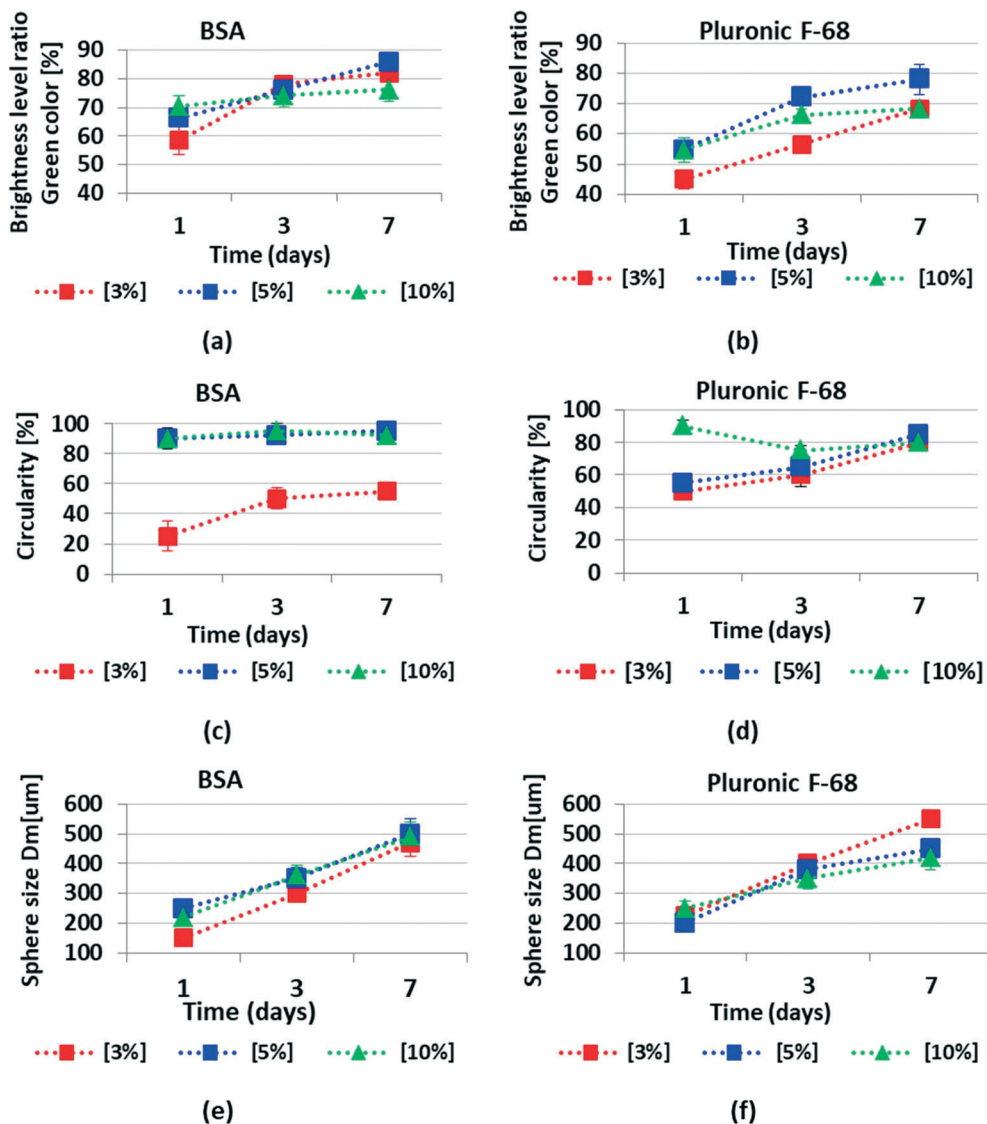 BSA
Brightness level ratio
Green color [%]
90
80
70
60
50
40
1 3 7
Time (days)
[3%] [5%] [10%]
(a)
Pluronic F-68
Brightness level ratio
Green color [%]
90
80
70
60
50
40
1 3 7
Time (days)
[3%] [5%] [10%]
(b)
BSA
Circularity [%]
100
80
60
40
20
0
1 3 7
Time (days)
[3%] [5%] [10%]
(c)
Pluronic F-68
Circularity [%]
100
80
60
40
20
0
1 3 7
Time (days)
[3%] [5%] [10%]
(d)
BSA
Sphere size Dm[um]
600
500
400
300
200
100
1 3 7
Time (days)
[3%] [5%] [10%]
(e)
Pluronic F-68
Sphere size Dm[um]
600
500
400
300
200
100
1 3 7
Time (days)
[3%] [5%] [10%]
(f)